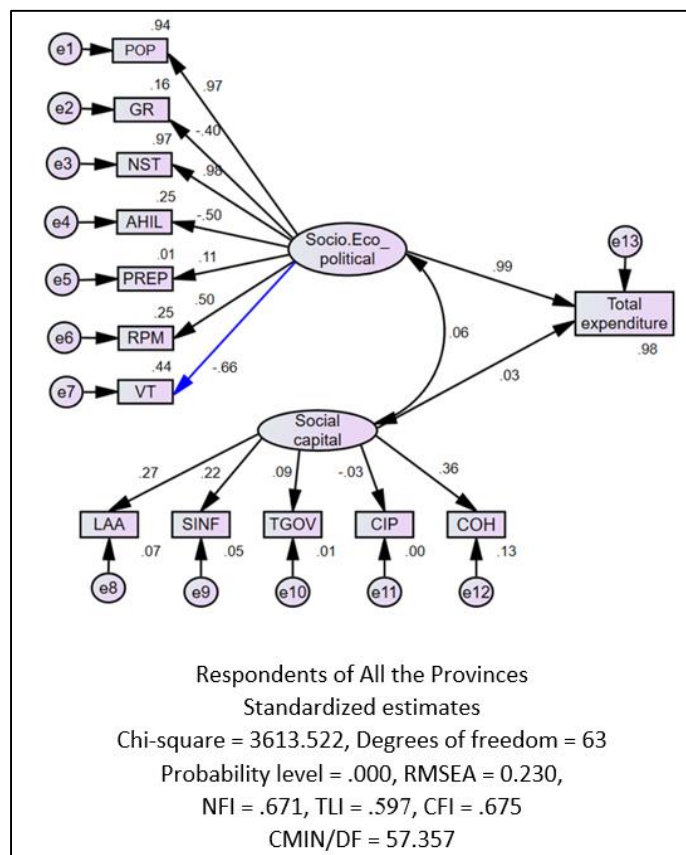 .94
e1
POP
.97
.16
e2
GR
-.40
.97
e3
NST
.98
.25
e4
AHIL
-.50
.01
.11
e5
PREP
.25
.50
e6
RPM
.44
-.66
e7
VT
Socio.Eco_
political
.99
e13
Total
expenditure
.98
.06
.03
Social
capital
.27
.22
.09
-.03
.36
LAA
SINF
TGOV
CIP
COH
.07
.05
.01
.00
.13
e8
e9
e10
e11
e12
Respondents of All the Provinces
Standardized estimates
Chi-square = 3613.522, Degrees of freedom = 63
Probability level = .000, RMSEA = 0.230,
NFI = .671, TLI = .597, CFI = .675
CMIN/DF = 57.357